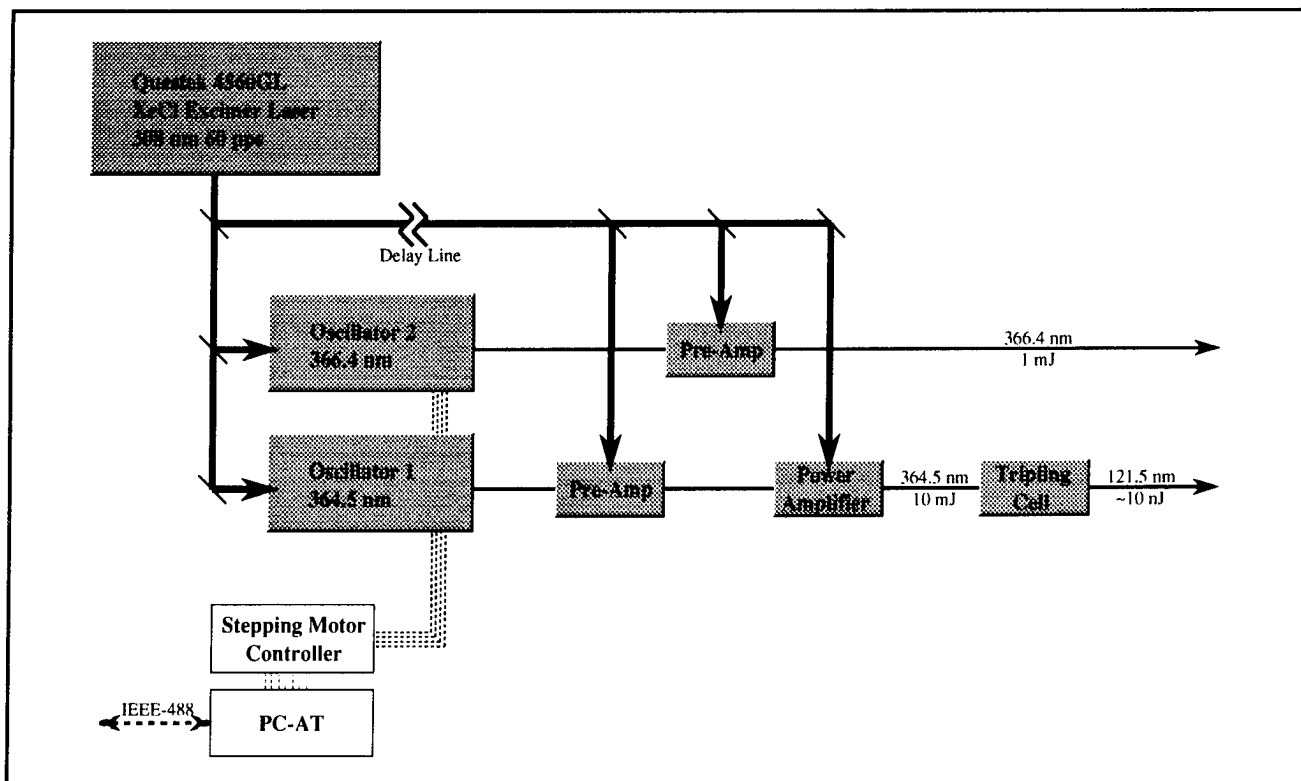 Questek 4560GL
XeCl Excimer Laser
308 nm 60 pps
Delay Line
Oscillator 2
366.4 nm
Pre-Amp
366.4 nm
1 mJ
Oscillator 1
364.5 nm
Pre-Amp
Power
Amplifier
364.5 nm
10 mJ
Tripling
Cell
121.5 nm
~10 nJ
Stepping Motor
Controller
IEEE-488
PC-AT